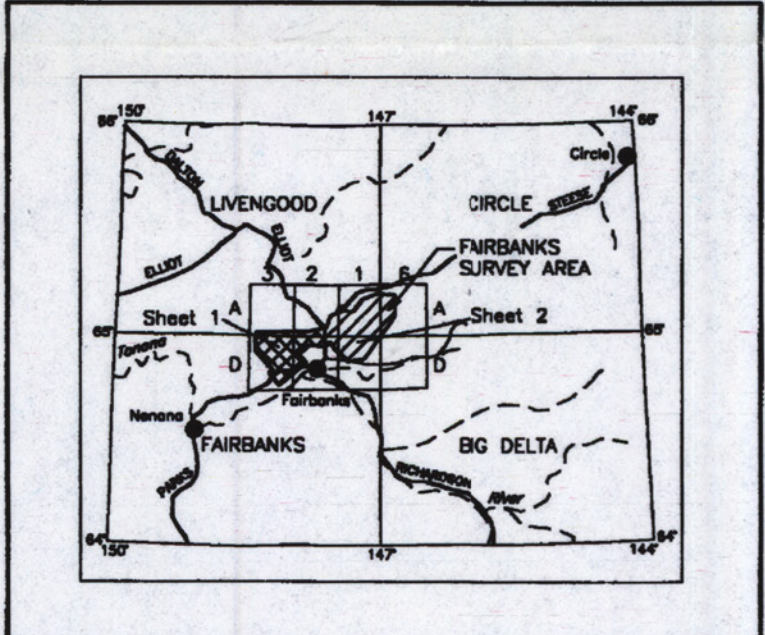 150°
147°
144°
66°
66°
Circle
DALTON
LIVENGOOD
CIRCLE
STEESE
ELLIOT
ELLIOT
FAIRBANKS
SURVEY AREA
3 2 1 6
A
A
Sheet 1
Sheet 2
65°
65°
Tanana
D
D
Fairbanks
Nenana
FAIRBANKS
BIG DELTA
PARKS
RICHARDSON
River
64°
64°
150°
147°
144°